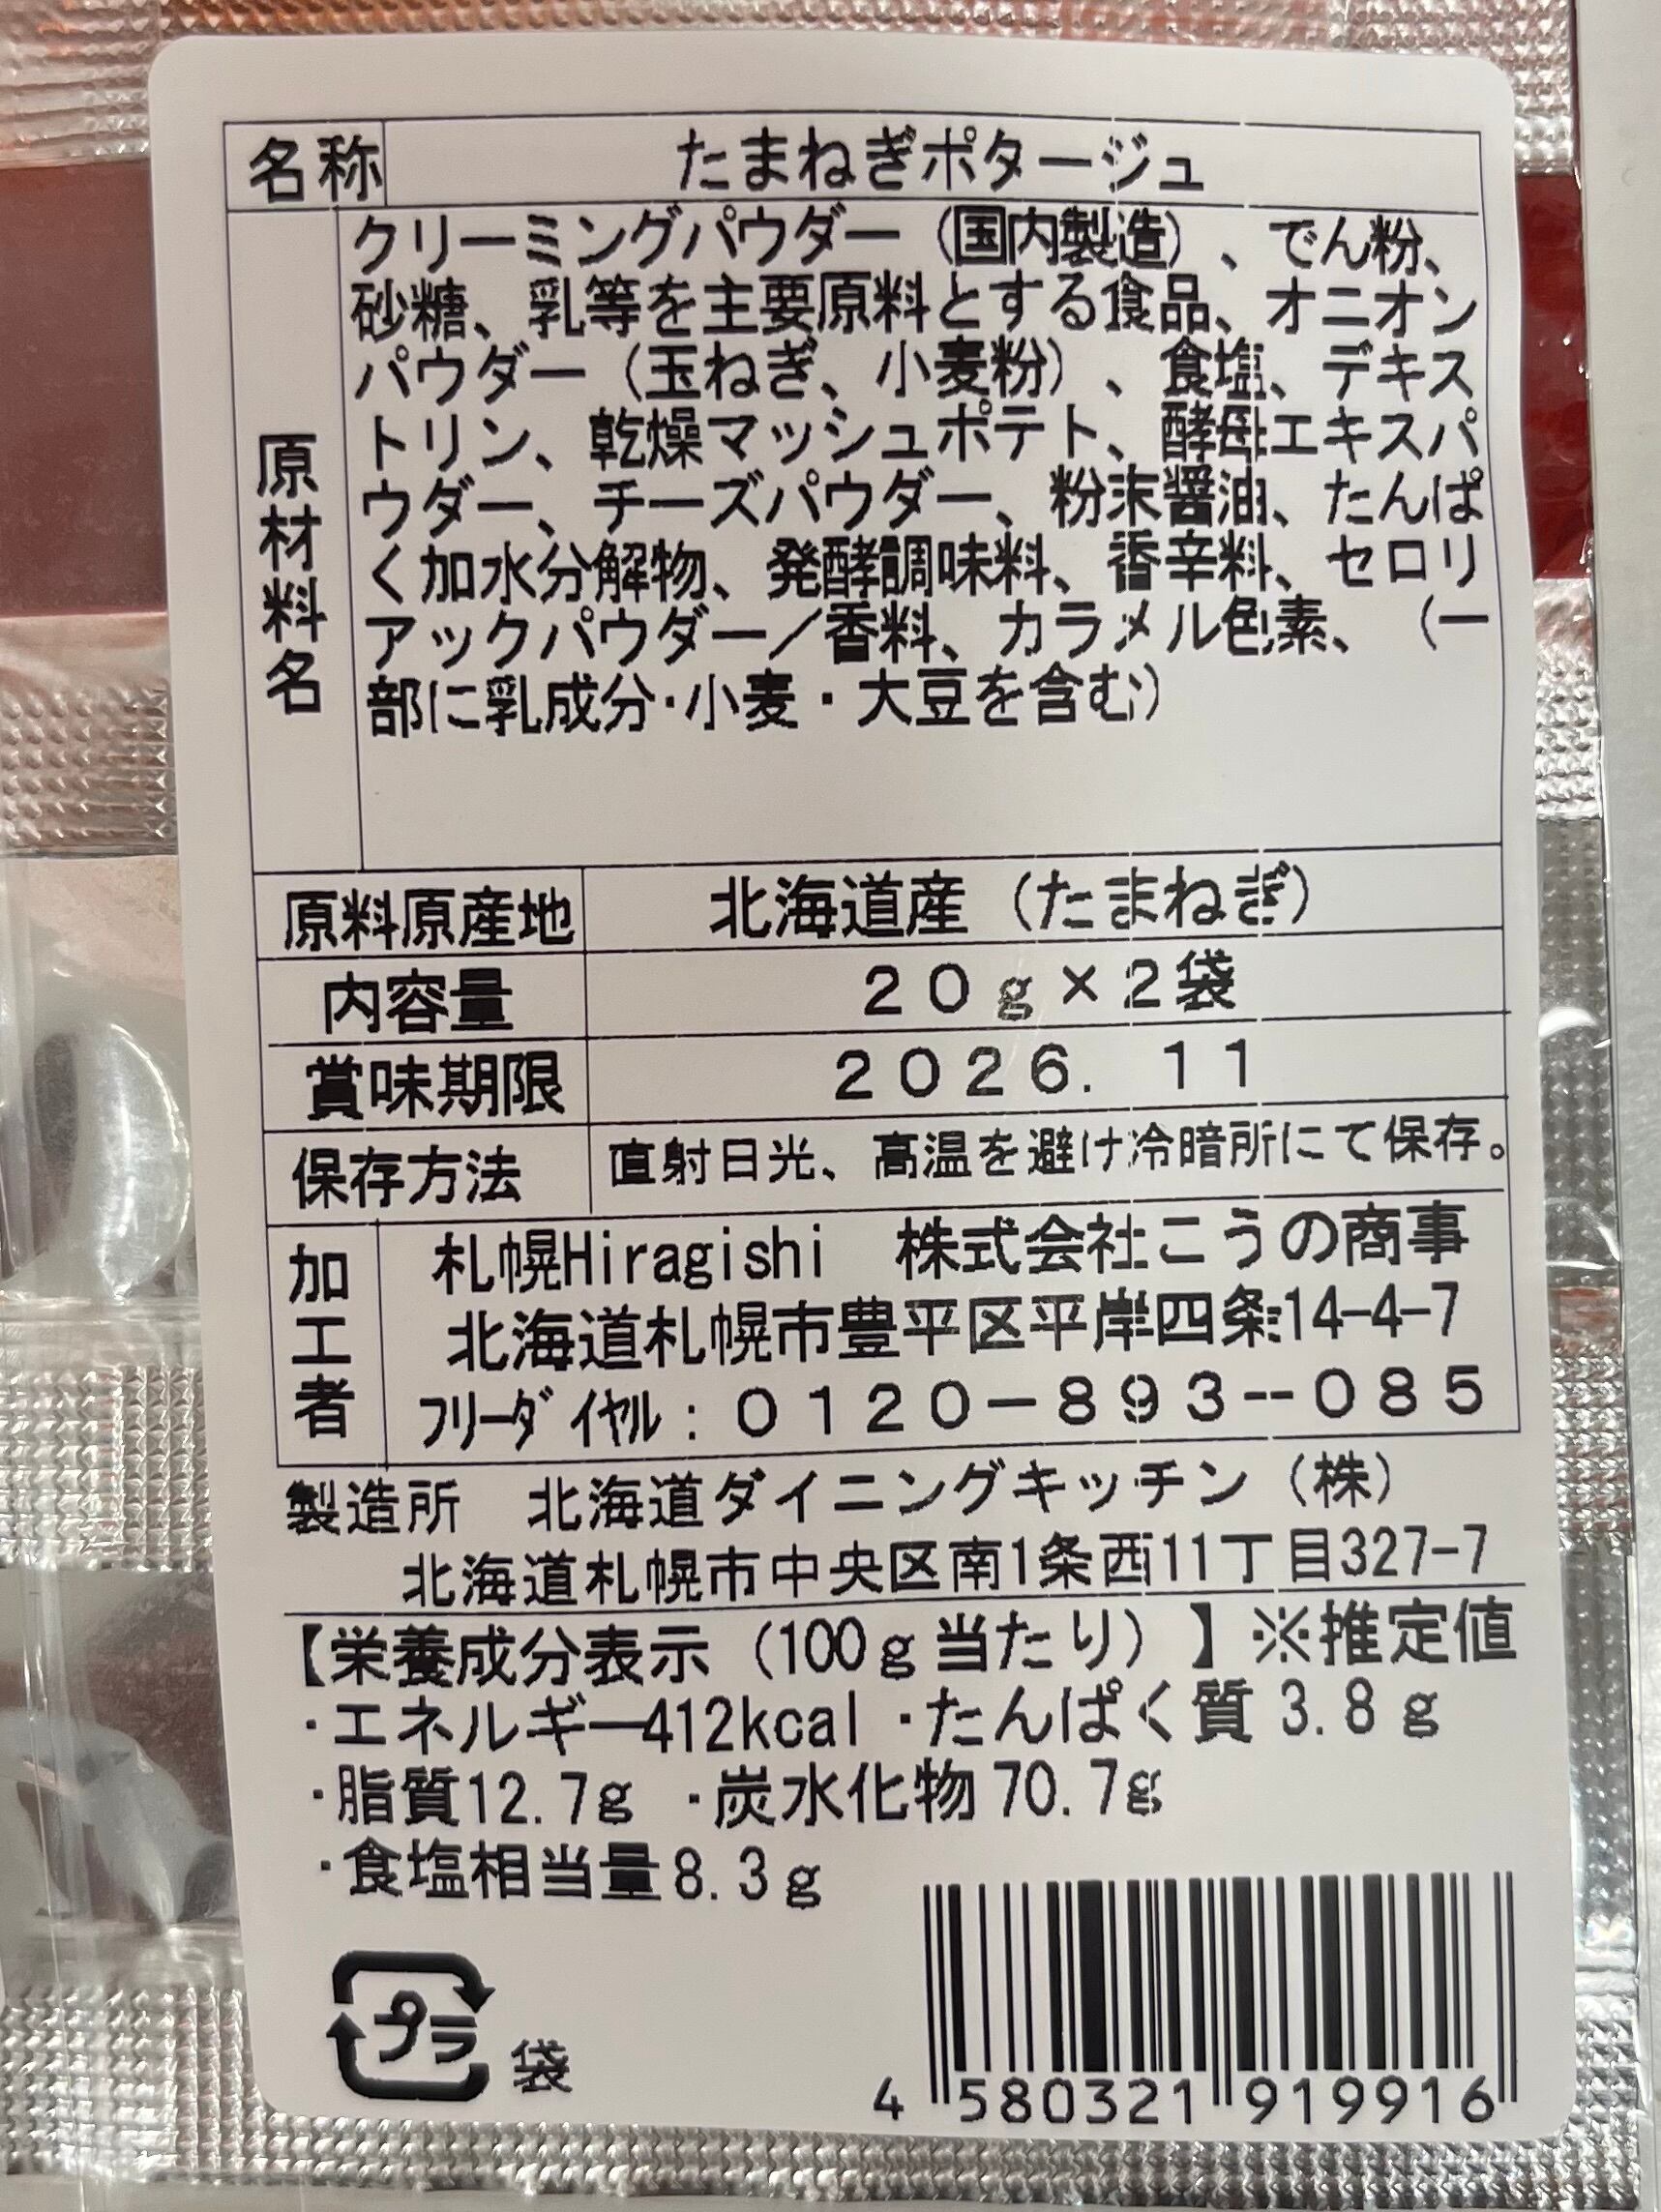 名称 たまねぎポタージュ
原材料名
クリーミングパウダー（国内製造）、でん粉、
砂糖、乳等を主要原料とする食品、オニオン
パウダー（玉ねぎ、小麦粉）、食塩、デキス
トリン、乾燥マッシュポテト、酵母エキスパ
ウダー、チーズパウダー、粉末醤油、たんぱ
く加水分解物、発酵調味料、香辛料、セロリ
アックパウダー／香料、カラメル色素、（一
部に乳成分・小麦・大豆を含む）
原料原産地 北海道産（たまねぎ）
内容量 ２０ｇ×２袋
賞味期限 ２０２６．１１
保存方法 直射日光、高温を避け冷暗所にて保存。
加工者
札幌Hiragishi　株式会社こうの商事
北海道札幌市豊平区平岸四条14-4-7
ﾌﾘｰﾀﾞｲﾔﾙ：０１２０－８９３－０８５
製造所　北海道ダイニングキッチン（株）
北海道札幌市中央区南1条西11丁目327-7
【栄養成分表示（100ｇ当たり）】※推定値
・エネルギー412kcal ・たんぱく質 3.8ｇ
・脂質12.7g ・炭水化物 70.7g
・食塩相当量8.3g
プラ 袋
4 580321 919916